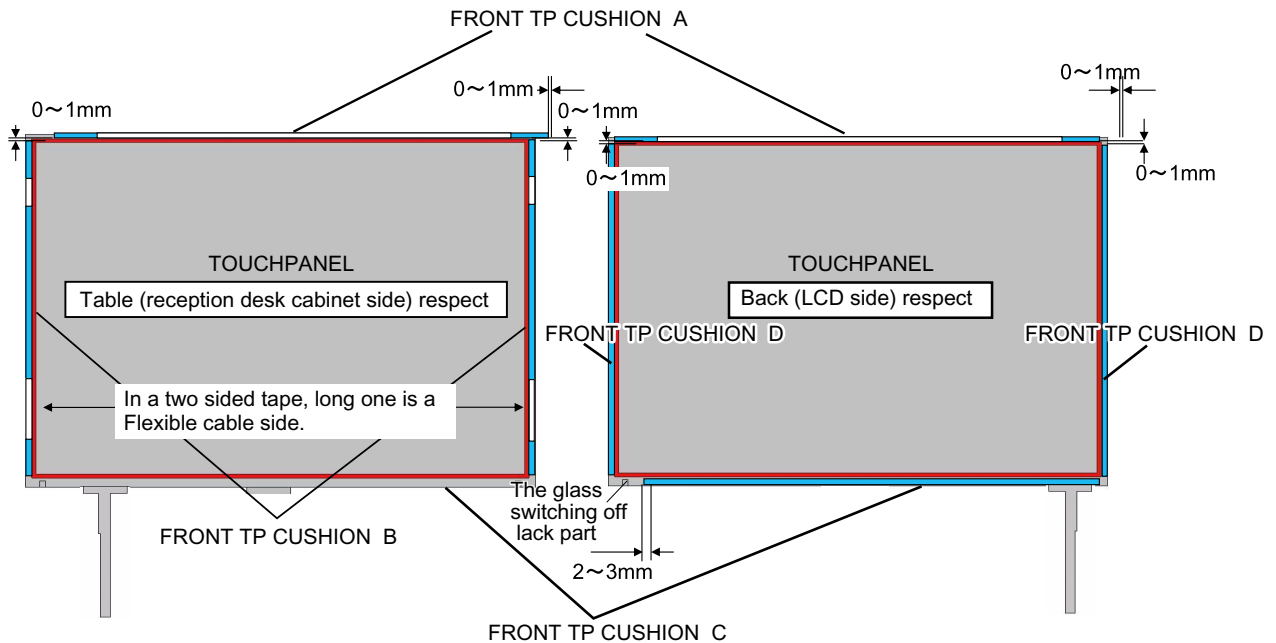 FRONT TP CUSHION A
0～1mm
0～1mm
0～1mm
0～1mm
0～1mm
0～1mm
TOUCHPANEL
Table (reception desk cabinet side) respect
TOUCHPANEL
Back (LCD side) respect
FRONT TP CUSHION D
FRONT TP CUSHION D
In a two sided tape, long one is a
Flexible cable side.
The glass
switching off
lack part
FRONT TP CUSHION B
2～3mm
FRONT TP CUSHION C